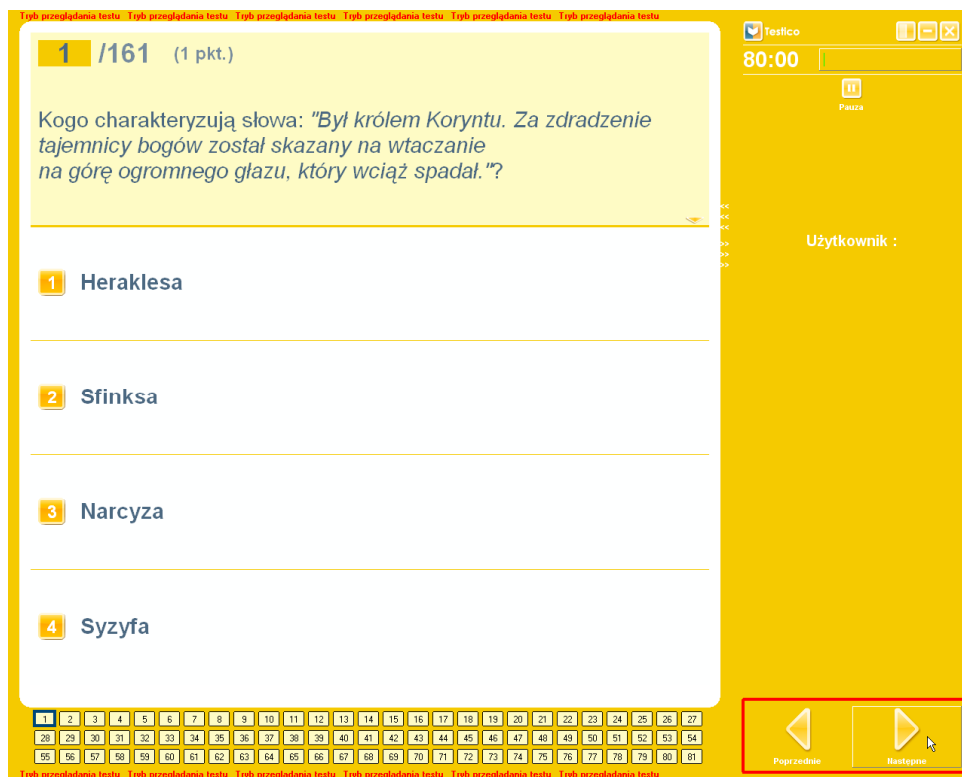 Tryb przeglądania testu Tryb przeglądania testu Tryb przeglądania testu Tryb przeglądania testu Tryb przeglądania testu Tryb przeglądania testu
1 /161 (1 pkt.)
Kogo charakteryzują słowa: "Był królem Koryntu. Za zdradzenie
tajemnicy bogów został skazany na wtaczanie
na górę ogromnego głazu, który wciąż spadał."?
1 Heraklesa
2 Sfinksa
3 Narcyza
4 Syzyfa
1 2 3 4 5 6 7 8 9 10 11 12 13 14 15 16 17 18 19 20 21 22 23 24 25 26 27
28 29 30 31 32 33 34 35 36 37 38 39 40 41 42 43 44 45 46 47 48 49 50 51 52 53 54
55 56 57 58 59 60 61 62 63 64 65 66 67 68 69 70 71 72 73 74 75 76 77 78 79 80 81
Tryb przeglądania testu Tryb przeglądania testu Tryb przeglądania testu Tryb przeglądania testu Tryb przeglądania testu Tryb przeglądania testu
Testico
80:00
Pauza
<<
<<
<<
>>
>>
>>
Użytkownik :
Poprzednie Następne